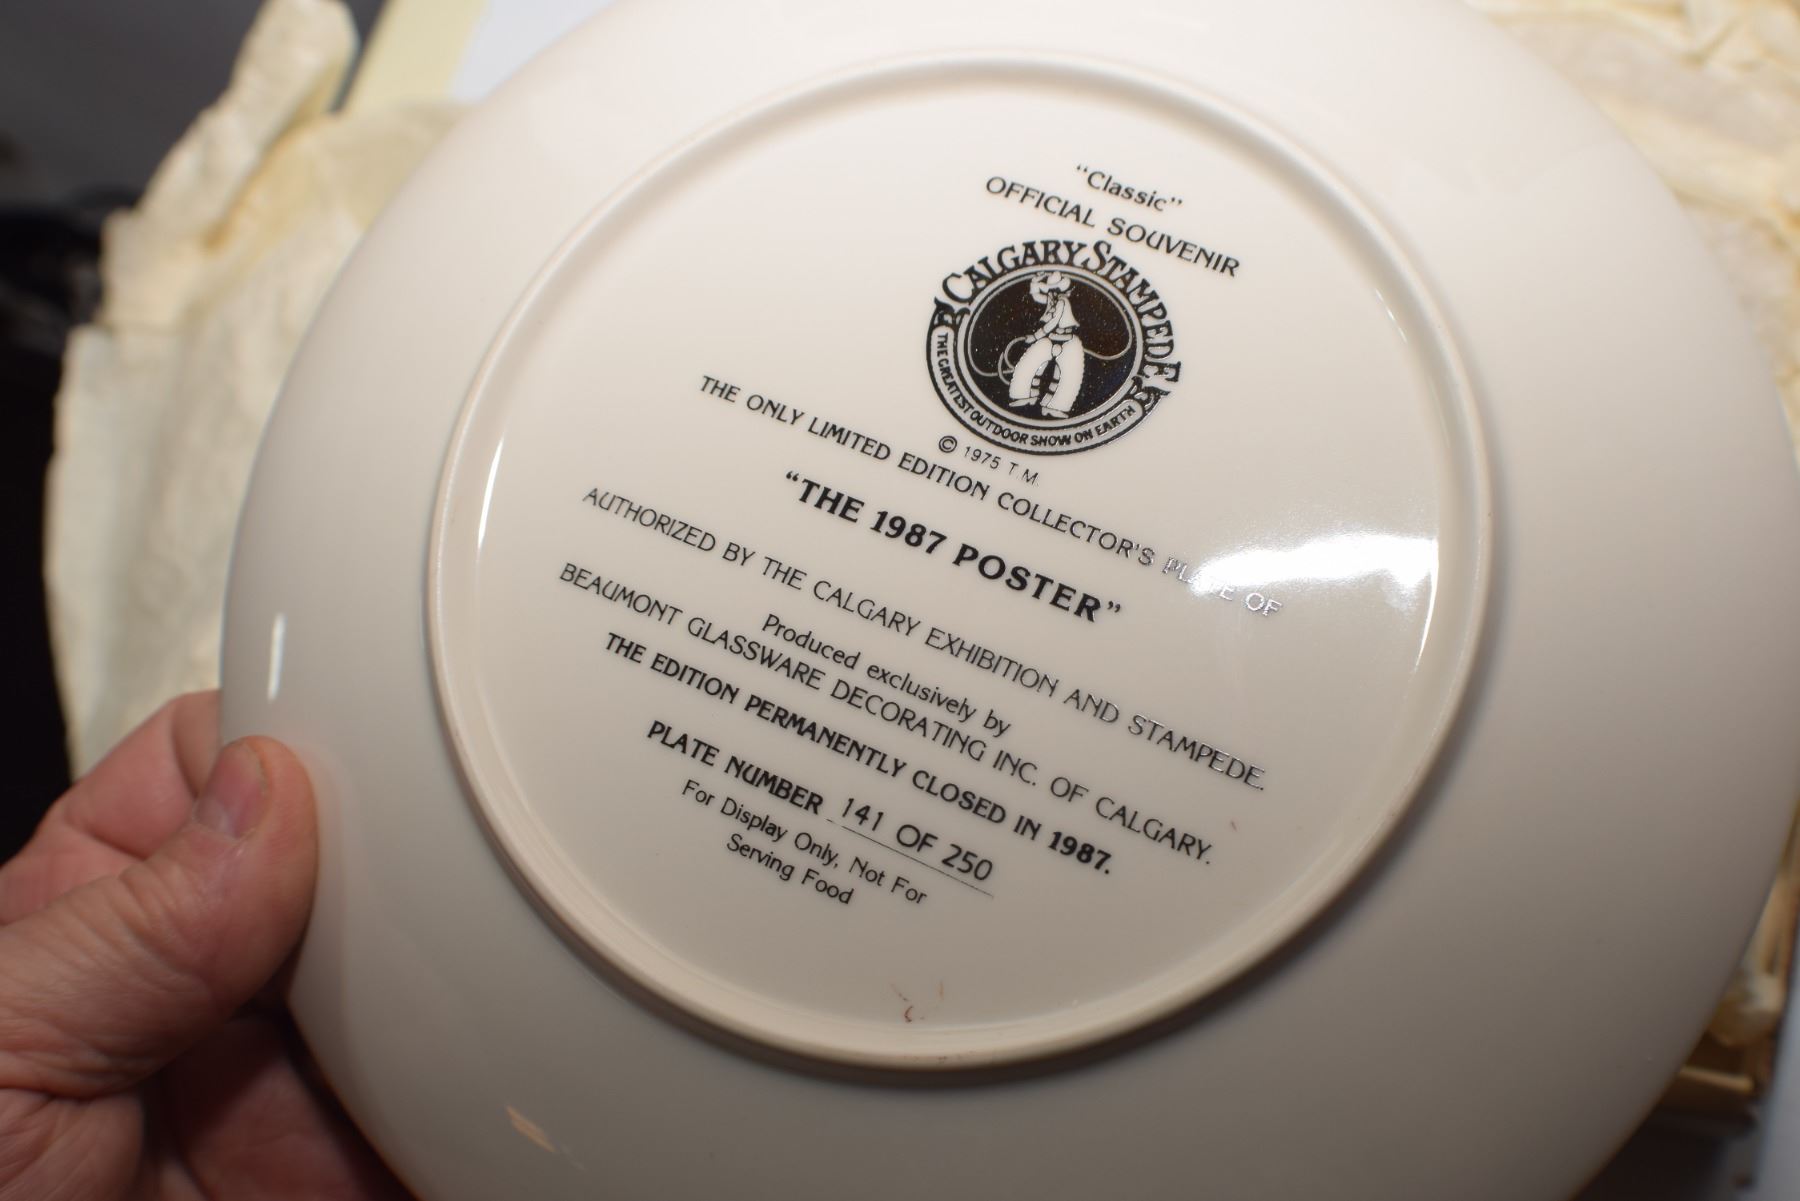 "Classic"
OFFICIAL SOUVENIR
CALGARY STAMPEDE
THE GREATEST OUTDOOR SHOW ON EARTH
© 1975 T.M.
THE ONLY LIMITED EDITION COLLECTOR'S PLATE OF
"THE 1987 POSTER"
AUTHORIZED BY THE CALGARY EXHIBITION AND STAMPEDE.
Produced exclusively by
BEAUMONT GLASSWARE DECORATING INC. OF CALGARY.
THE EDITION PERMANENTLY CLOSED IN 1987.
PLATE NUMBER 141 OF 250
For Display Only, Not For
Serving Food